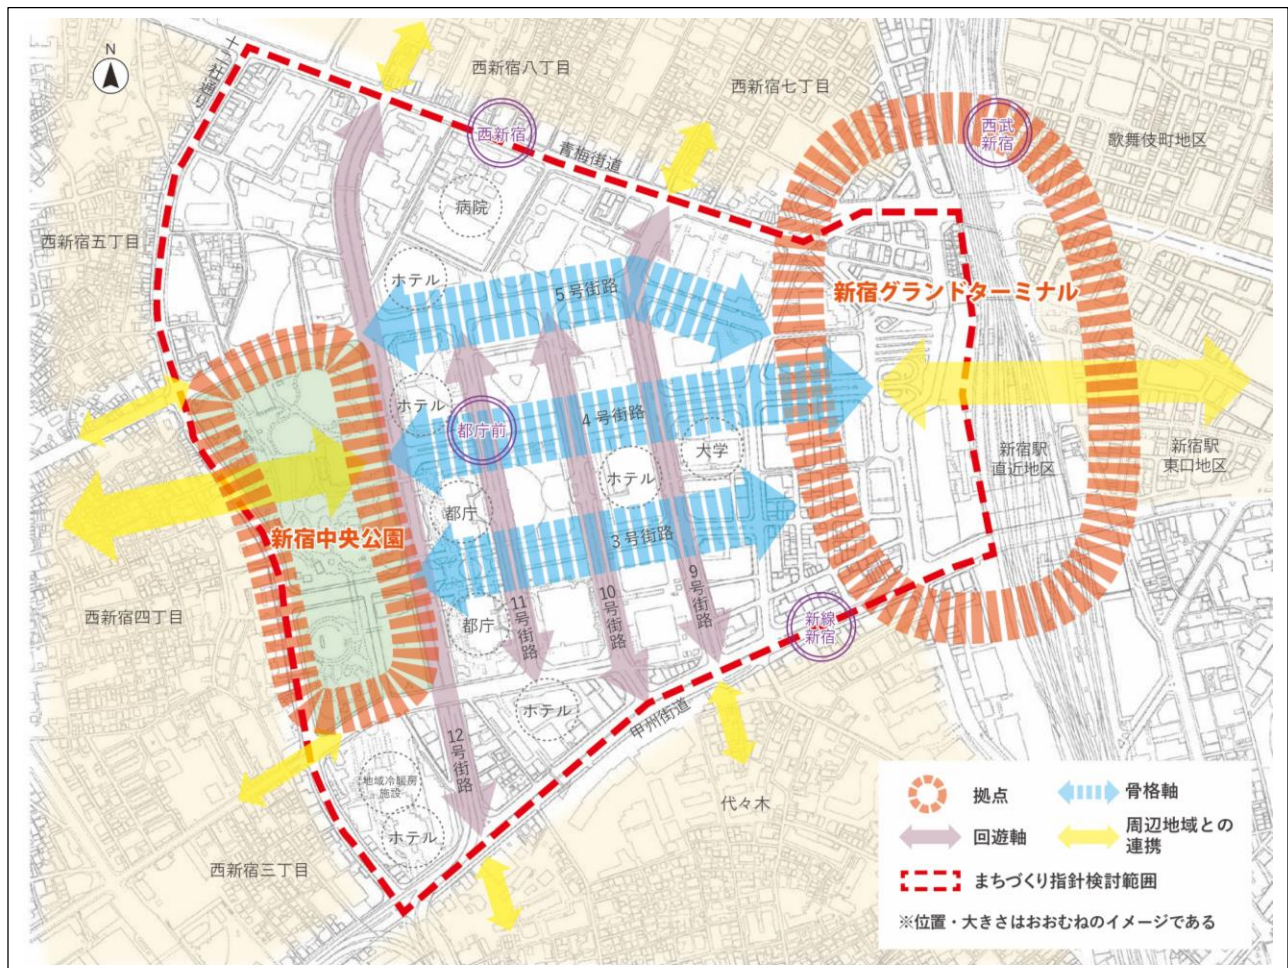 N
十二社通り
西新宿八丁目
西新宿七丁目
西新宿
西武
新宿
歌舞伎町地区
青梅街道
病院
西新宿五丁目
ホテル
5号街路
新宿グランドターミナル
ホテル
都庁前
4号街路
大学
ホテル
新宿駅
直近地区
新宿駅
東口地区
都庁
新宿中央公園
3号街路
西新宿四丁目
都庁
11号街路
10号街路
9号街路
新線
新宿
ホテル
甲州街道
12号街路
地域冷暖房
施設
ホテル
代々木
西新宿三丁目
拠点
骨格軸
回遊軸
周辺地域との
連携
まちづくり指針検討範囲
※位置・大きさはおおむねのイメージである